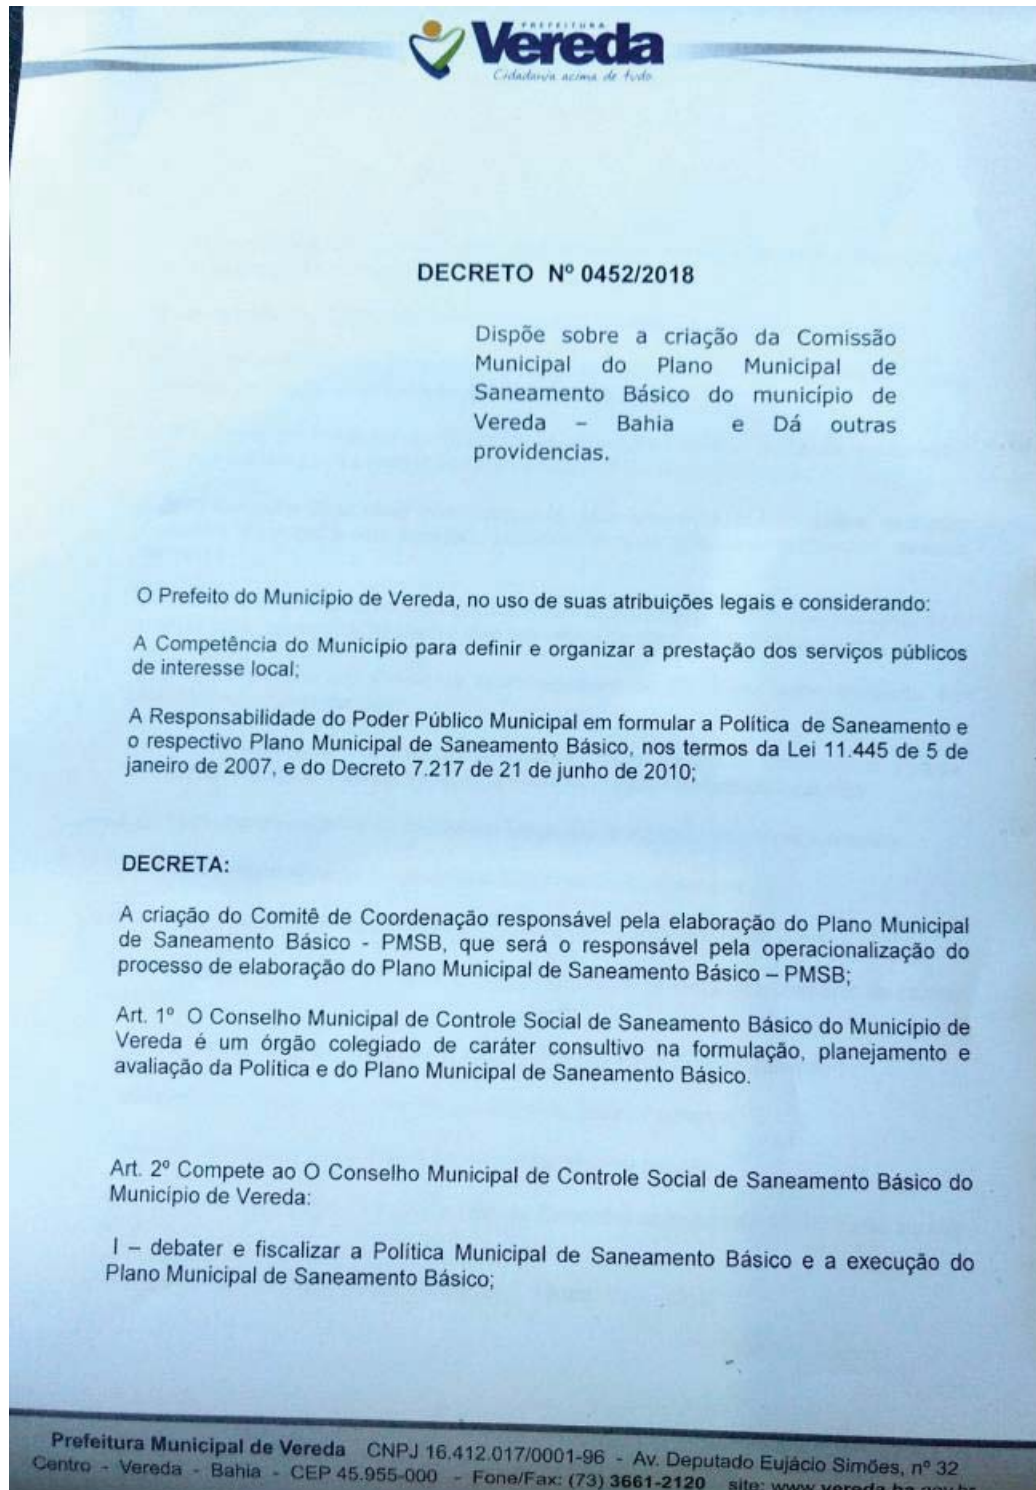 PREFEITURA
Vereda
Cidadania acima de tudo
DECRETO Nº 0452/2018
Dispõe sobre a criação da Comissão
Municipal do Plano Municipal de
Saneamento Básico do município de
Vereda – Bahia e Dá outras
providencias.
O Prefeito do Município de Vereda, no uso de suas atribuições legais e considerando:
A Competência do Município para definir e organizar a prestação dos serviços públicos
de interesse local;
A Responsabilidade do Poder Público Municipal em formular a Política de Saneamento e
o respectivo Plano Municipal de Saneamento Básico, nos termos da Lei 11.445 de 5 de
janeiro de 2007, e do Decreto 7.217 de 21 de junho de 2010;
DECRETA:
A criação do Comitê de Coordenação responsável pela elaboração do Plano Municipal
de Saneamento Básico - PMSB, que será o responsável pela operacionalização do
processo de elaboração do Plano Municipal de Saneamento Básico – PMSB;
Art. 1º O Conselho Municipal de Controle Social de Saneamento Básico do Município de
Vereda é um órgão colegiado de caráter consultivo na formulação, planejamento e
avaliação da Política e do Plano Municipal de Saneamento Básico.
Art. 2º Compete ao O Conselho Municipal de Controle Social de Saneamento Básico do
Município de Vereda:
I – debater e fiscalizar a Política Municipal de Saneamento Básico e a execução do
Plano Municipal de Saneamento Básico;
Prefeitura Municipal de Vereda CNPJ 16.412.017/0001-96 - Av. Deputado Eujácio Simões, nº 32
Centro - Vereda - Bahia - CEP 45.955-000 - Fone/Fax: (73) 3661-2120 site: www.vereda.ba.gov.br